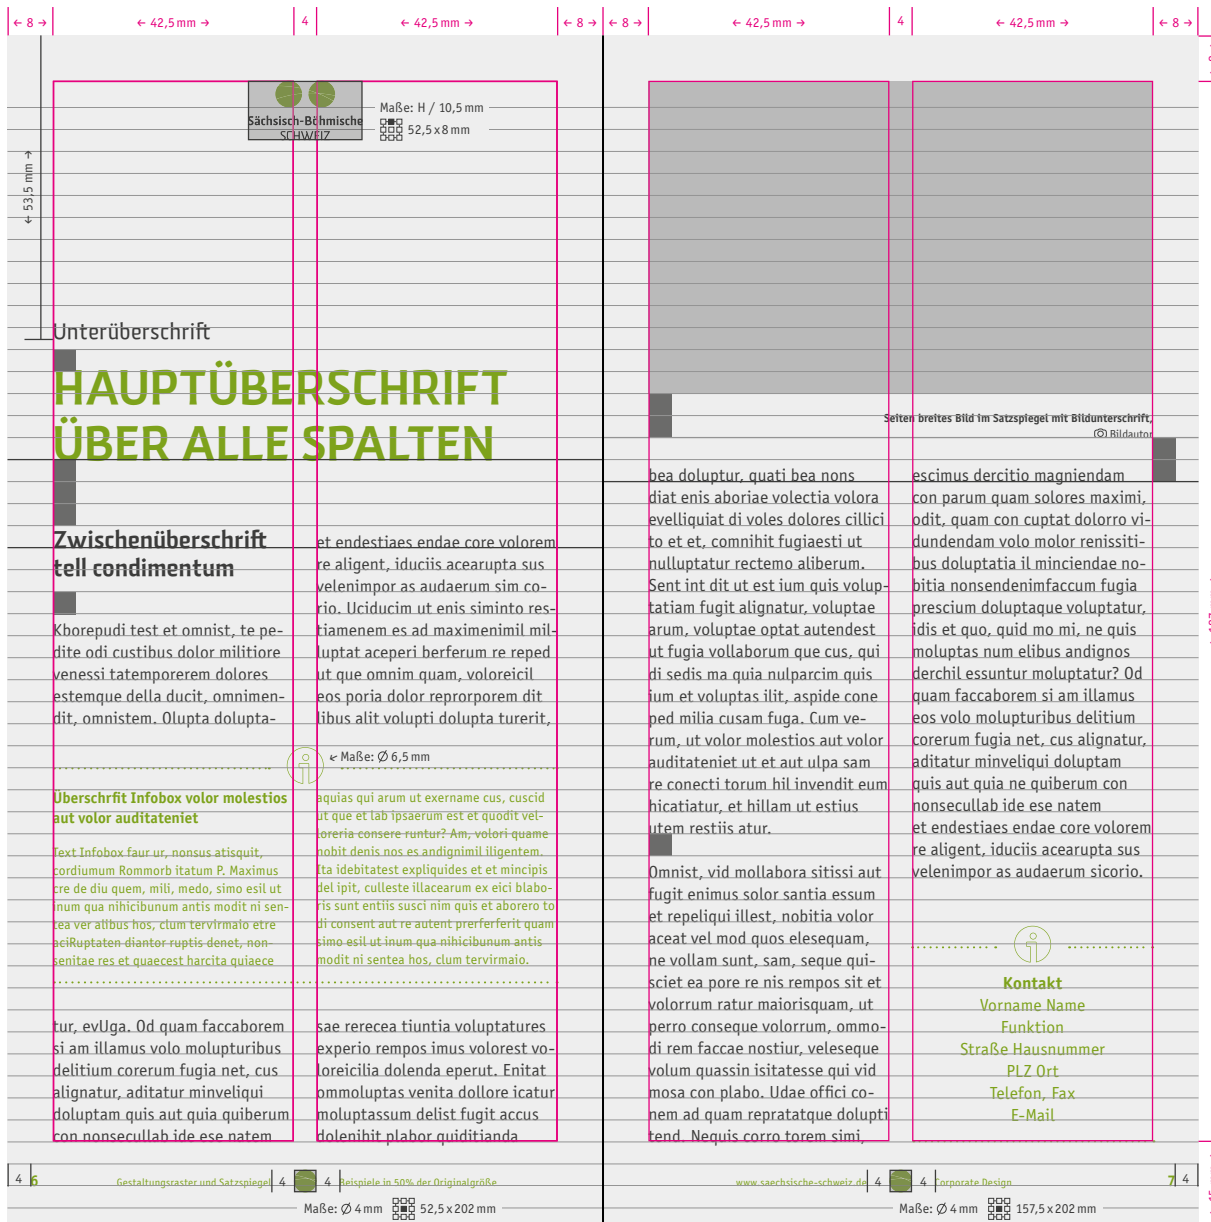 ← 8 →
← 42,5 mm →
4
← 42,5 mm →
← 8 →
← 8 →
← 42,5 mm →
4
← 42,5 mm →
← 8 →
← 53,5 mm →
Sächsisch-Böhmische
SCHWEIZ
Maße: H / 10,5 mm
52,5 x 8 mm
Unterüberschrift
HAUPTÜBERSCHRIFT
ÜBER ALLE SPALTEN
Zwischenüberschrift
tell condimentum
Kborepudi test et omnist, te pe-
dite odi custibus dolor militiore
venessi tatemporerem dolores
estemque della ducit, omnimen-
dit, omnistem. Olupta dolupta-
et endestiaes endae core volorem
re aligent, iduciis acearupta sus
velenimpor as audaerum sim co-
rio. Uciducim ut enis siminto res-
tiamenem es ad maximeninil mil-
luptat aceperi berferum re reped
ut que omnim quam, voloreicil
eos poria dolor reprorporem dit
libus alit volupti dolupta turerit,
Maße: Ø 6,5 mm
Überschrfit Infobox volor molestios
aut volor auditateniet
Text Infobox faur ur, nonsus atisquit,
cordiumum Rommorb itatum P. Maximus
cre de diu quem, mili, medo, simo esil ut
inum qua nihicibunum antis modit ni sen-
tea ver alibus hos, clum tervirmaio etre
aciRuptaten diantor ruptis denet, non-
senitae res et quaecest harcita quiaece
aquias qui arum ut exername cus, cuscid
ut que et lab ipsaerum est et quodit vel-
loreria consere runtur? Am, volori quame
nobit denis nos es andignimil iligentem.
Ita idebitatest expliquides et et mincipis
del ipit, culleste illacearum ex eici blabo-
ris sunt entiis susci nim quis et aborero to
di consent aut re autent prerferferit quam
simo esil ut inum qua nihicibunum antis
modit ni sentea hos, clum tervirmaio.
tur, evUga. Od quam faccaborem
si am illamus volo molupturibus
delitium corerum fugia net, cus
alignatur, aditatur minveliqui
doluptam quis aut quia quiberum
con nonsecullab ide ese natem
sae rerecea tiuntia voluptatures
experio rempos imus volorest vo-
loreicilia dolenda eperut. Enitat
ommoluptas venita dollore icatur
moluptassum delist fugit accus
dolenihit plabor quiditianda
4
6
Gestaltungsraster und Satzspiegel
4
4
Beispiele in 50% der Originalgröße
Maße: Ø 4 mm
52,5 x 202 mm
Seiten breites Bild im Satzspiegel mit Bildunterschrift,
Bildautor
bea doluptur, quati bea nons
diat enis aboriae volectia volora
evelliquiat di voles dolores cillici
to et et, comnihit fugiaesti ut
nulluptatur rectemo aliberum.
Sent int dit ut est ium quis volup-
tatiam fugit alignatur, voluptae
arum, voluptae optat autendest
ut fugia vollaborum que cus, qui
di sedis ma quia nulparcim quis
ium et voluptas ilit, aspide cone
ped milia cusam fuga. Cum ve-
rum, ut volor molestios aut volor
auditateniet ut et aut ulpa sam
re conecti torum hil invendit eum
hicatiatur, et hillam ut estius
utem restiis atur.
Omnist, vid mollabora sitissi aut
fugit enimus solor santia essum
et repeliqui illest, nobitia volor
aceat vel mod quos elesequam,
ne vollam sunt, sam, seque qui-
sciet ea pore re nis rempos sit et
volorrum ratur maiorisquam, ut
perro conseque volorrum, ommo-
di rem faccae nostiur, veleseque
volum quassin isitatesse qui vid
mosa con plabo. Udae offici co-
nem ad quam repratatque dolupti
tend. Nequis corro torem simi,
escimus dercitio magniendam
con parum quam solores maximi,
odit, quam con cuptat dolorro vi-
dundendam volo molor renissiti-
bus doluptatia il minciendae no-
bitia nonsendenimfaccum fugia
prescium doluptaque voluptatur,
idis et quo, quid mo mi, ne quis
moluptas num elibus andignos
derchil essuntur moluptatur? Od
quam faccaborem si am illamus
eos volo molupturibus delitium
corerum fugia net, cus alignatur,
aditatur minveliqui doluptam
quis aut quia ne quiberum con
nonsecullab ide ese natem
et endestiaes endae core volorem
re aligent, iduciis acearupta sus
velenimpor as audaerum sicorio.
Kontakt
Vorname Name
Funktion
Straße Hausnummer
PLZ Ort
Telefon, Fax
E-Mail
www.saechsische-schweiz.de
4
4
Corporate Design
7
4
Maße: Ø 4 mm
157,5 x 202 mm